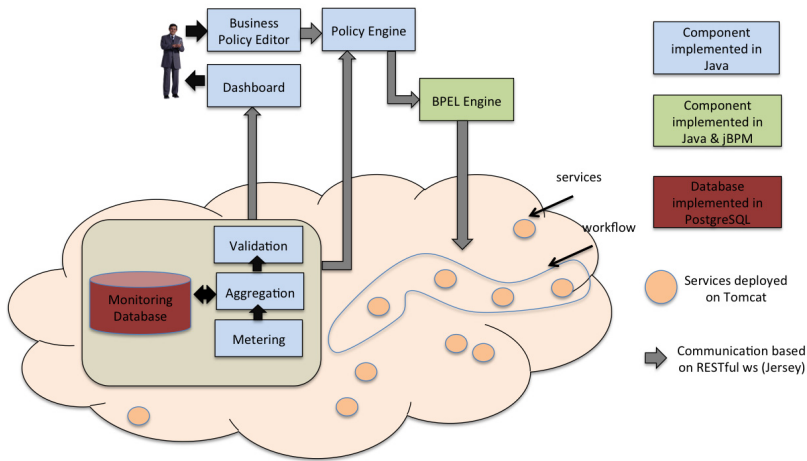 Business
Policy Editor
Policy Engine
Dashboard
BPEL Engine
Component
implemented in
Java
Component
implemented in
Java & jBPM
Database
implemented in
PostgreSQL
services
workflow
Validation
Monitoring
Database
Aggregation
Metering
Services deployed
on Tomcat
Communication based
on RESTful ws (Jersey)